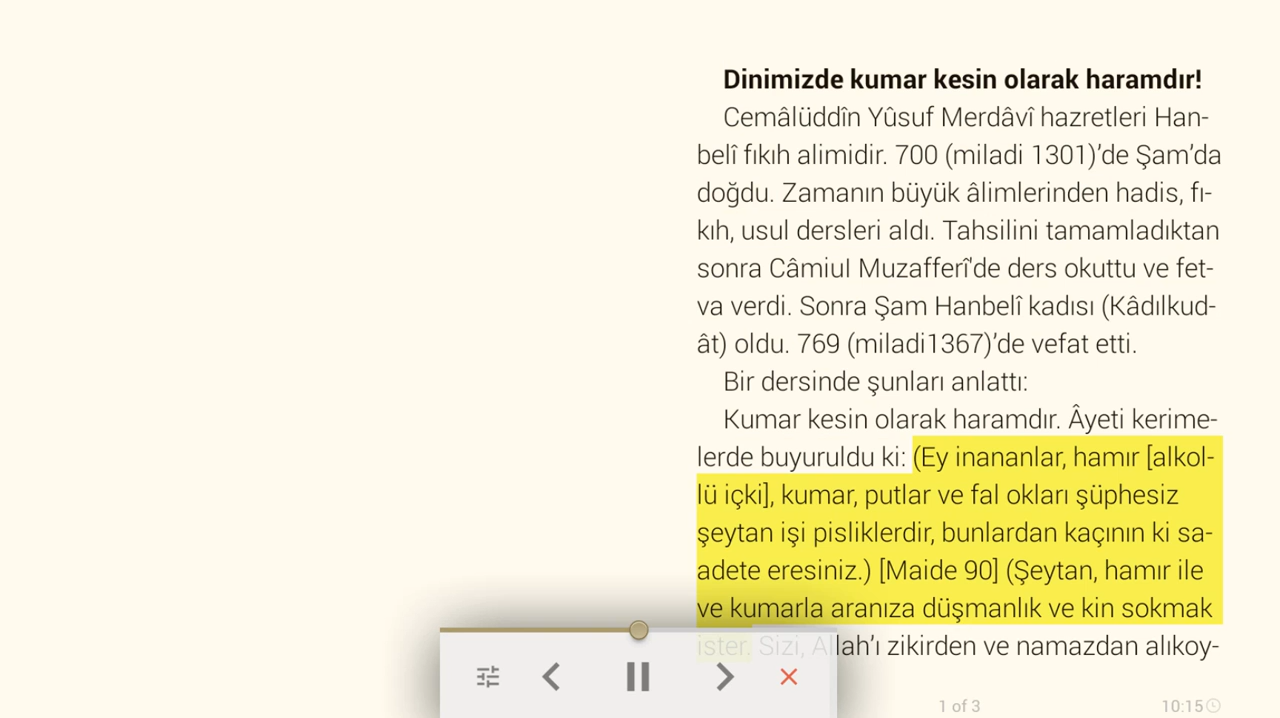 Dinimizde kumar kesin olarak haramdır!
Cemâlüddîn Yûsuf Merdâvî hazretleri Han-
belî fıkıh alimidir. 700 (miladi 1301)’de Şam’da
doğdu. Zamanın büyük âlimlerinden hadis, fı-
kıh, usul dersleri aldı. Tahsilini tamamladıktan
sonra Câmiul Muzafferî'de ders okuttu ve fet-
va verdi. Sonra Şam Hanbelî kadısı (Kâdılkud-
ât) oldu. 769 (miladi1367)’de vefat etti.
Bir dersinde şunları anlattı:
Kumar kesin olarak haramdır. Âyeti kerime-
lerde buyuruldu ki: (Ey inananlar, hamır [alkol-
lü içki], kumar, putlar ve fal okları şüphesiz
şeytan işi pisliklerdir, bunlardan kaçının ki sa-
adete eresiniz.) [Maide 90] (Şeytan, hamır ile
ve kumarla aranıza düşmanlık ve kin sokmak
ister. Sizi, Allah’ı zikirden ve namazdan alıkoy-
1 of 3
10:15